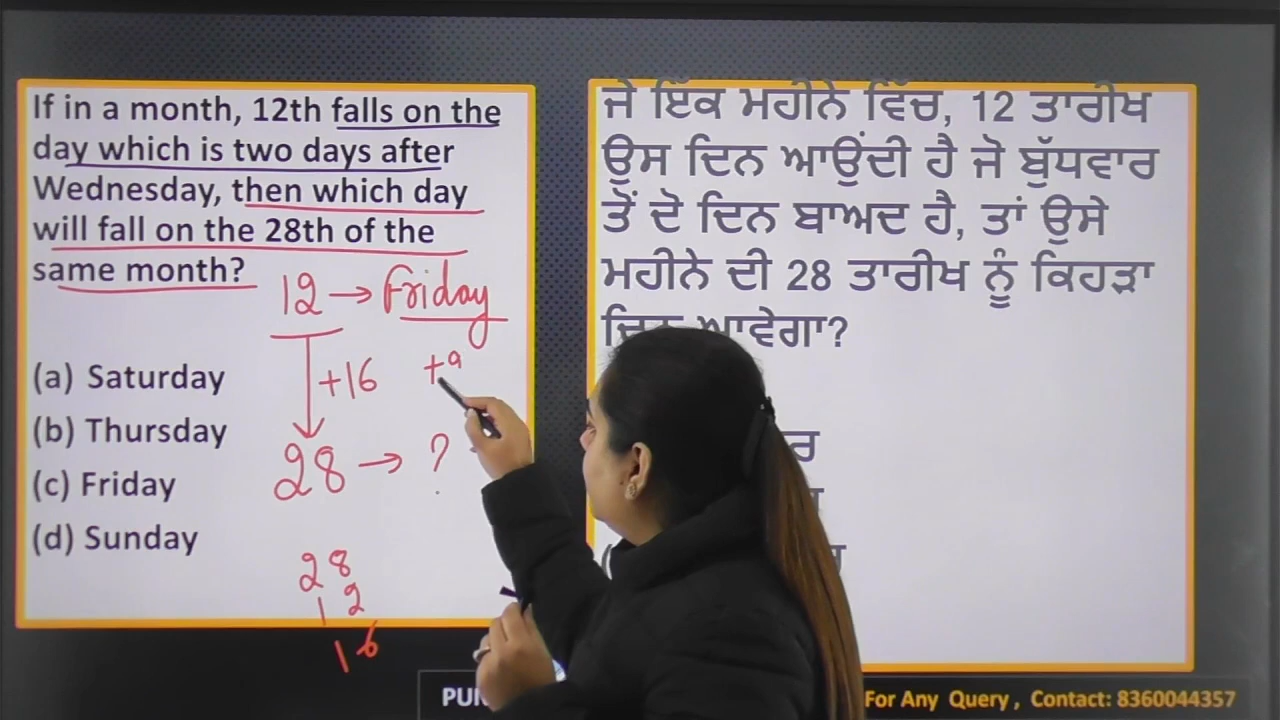 If in a month, 12th falls on the
day which is two days after
Wednesday, then which day
will fall on the 28th of the
same month?
12 → Friday
(a) Saturday
+16
(b) Thursday
28 → ?
(c) Friday
(d) Sunday
28
12
16
ਜੇ ਇੱਕ ਮਹੀਨੇ ਵਿੱਚ, 12 ਤਾਰੀਖ
ਉਸ ਦਿਨ ਆਉਂਦੀ ਹੈ ਜੋ ਬੁੱਧਵਾਰ
ਤੋਂ ਦੋ ਦਿਨ ਬਾਅਦ ਹੈ, ਤਾਂ ਉਸੇ
ਮਹੀਨੇ ਦੀ 28 ਤਾਰੀਖ ਨੂੰ ਕਿਹੜਾ
ਆਵੇਗਾ?
For Any Query , Contact: 8360044357